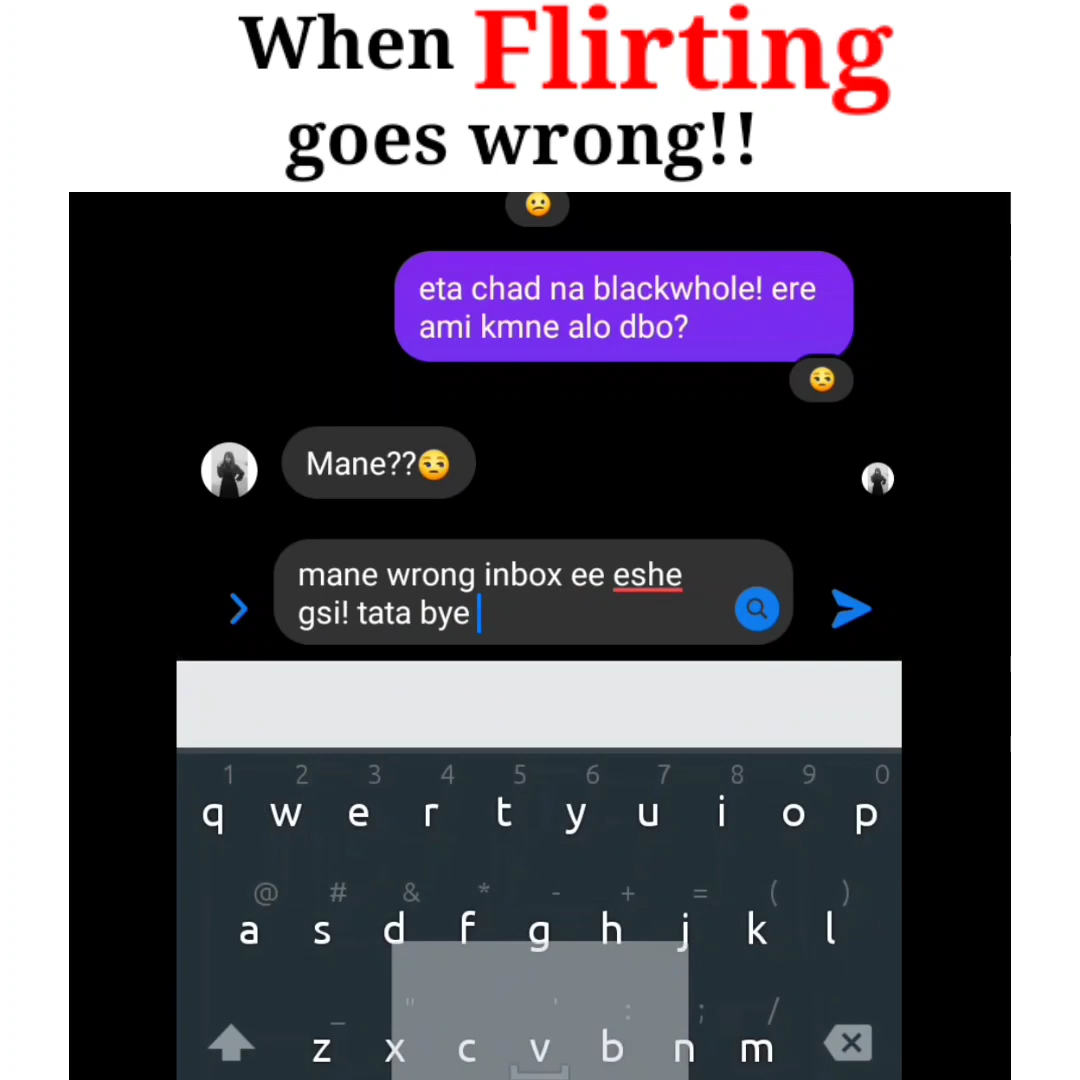 When Flirting
goes wrong!!
😕
eta chad na blackwhole! ere
ami kmne alo dbo?
😒
Mane??😒
mane wrong inbox ee eshe
gsi! tata bye
1 2 3 4 5 6 7 8 9 0
q w e r t y u i o p
@ # & * - + = ( )
a s d f g h j k l
_ " ' : ; /
z x c v b n m